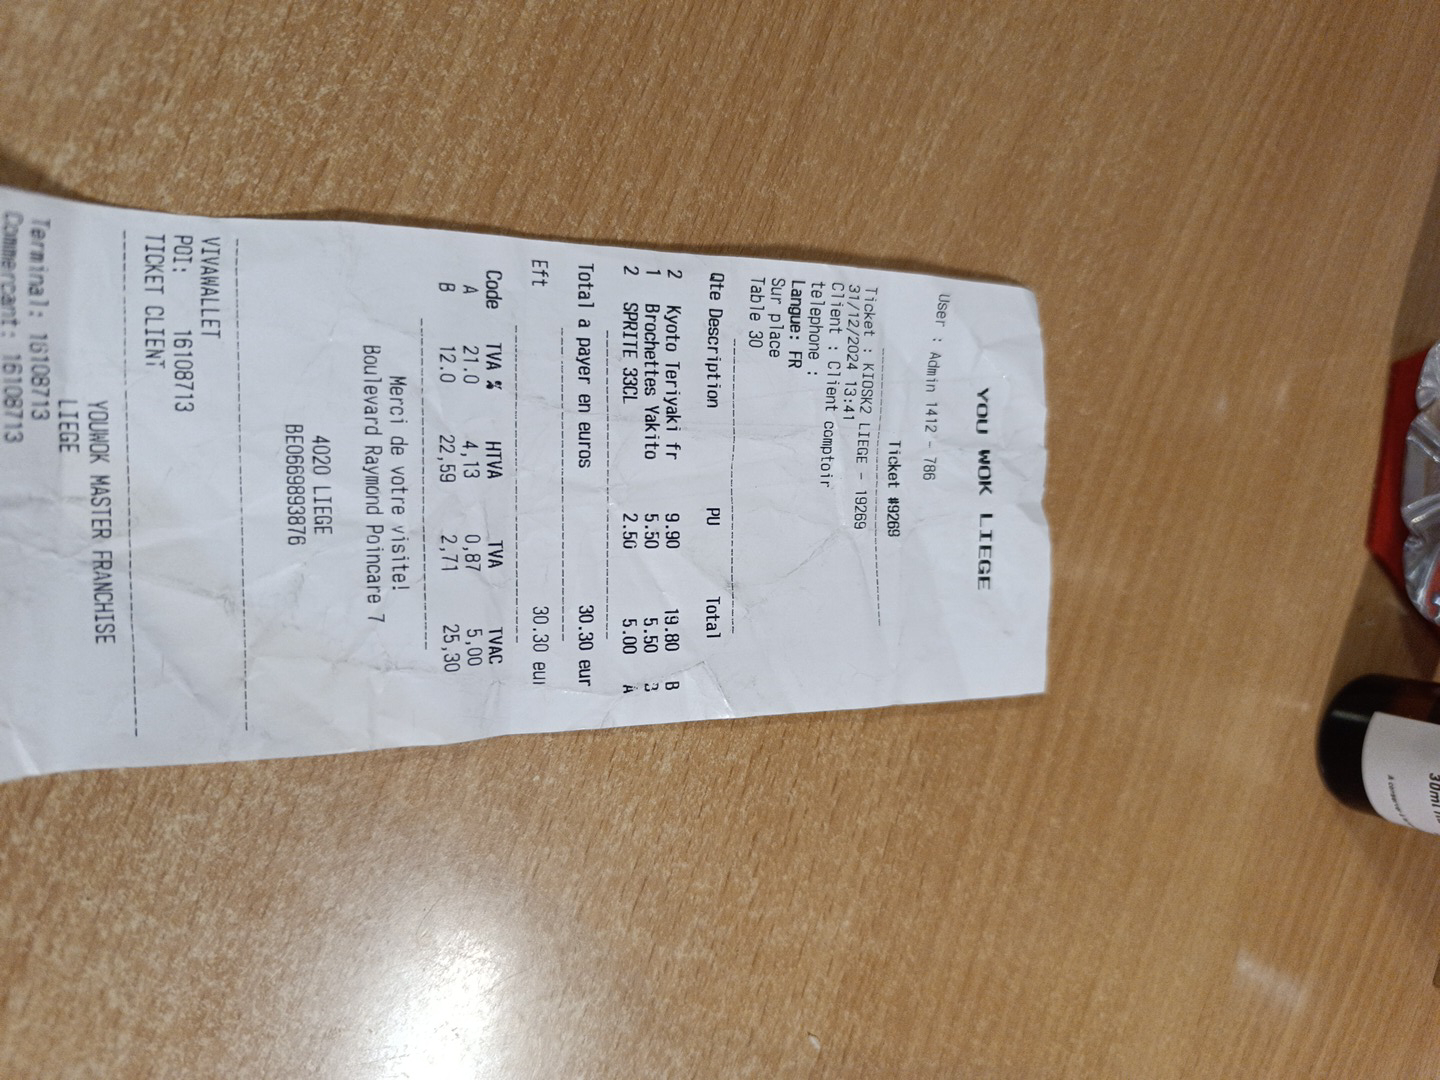 YOU WOK LIEGE
User : Admin 1412 - 786
Ticket #9269
Ticket : KIOSK2 LIEGE - 19269
31/12/2024 13:41
Client : Client comptoir
telephone :
Langue: FR
Sur place
Table 30
Qte Description PU Total
2 Kyoto Teriyaki fr 9.90 19.80 B
1 Brochettes Yakito 5.50 5.50 B
2 SPRITE 33CL 2.50 5.00 A
Total a payer en euros 30.30 eur
Eft 30.30 eur
Code TVA % HTVA TVA TVAC
A 21.0 4,13 0,87 5,00
B 12.0 22,59 2,71 25,30
Merci de votre visite!
Boulevard Raymond Poincare 7
4020 LIEGE
BE0669893876
VIVAWALLET
POI: 16108713
TICKET CLIENT
YOUWOK MASTER FRANCHISE
LIEGE
Terminal: 16108713
Commercant: 16108713
30ml